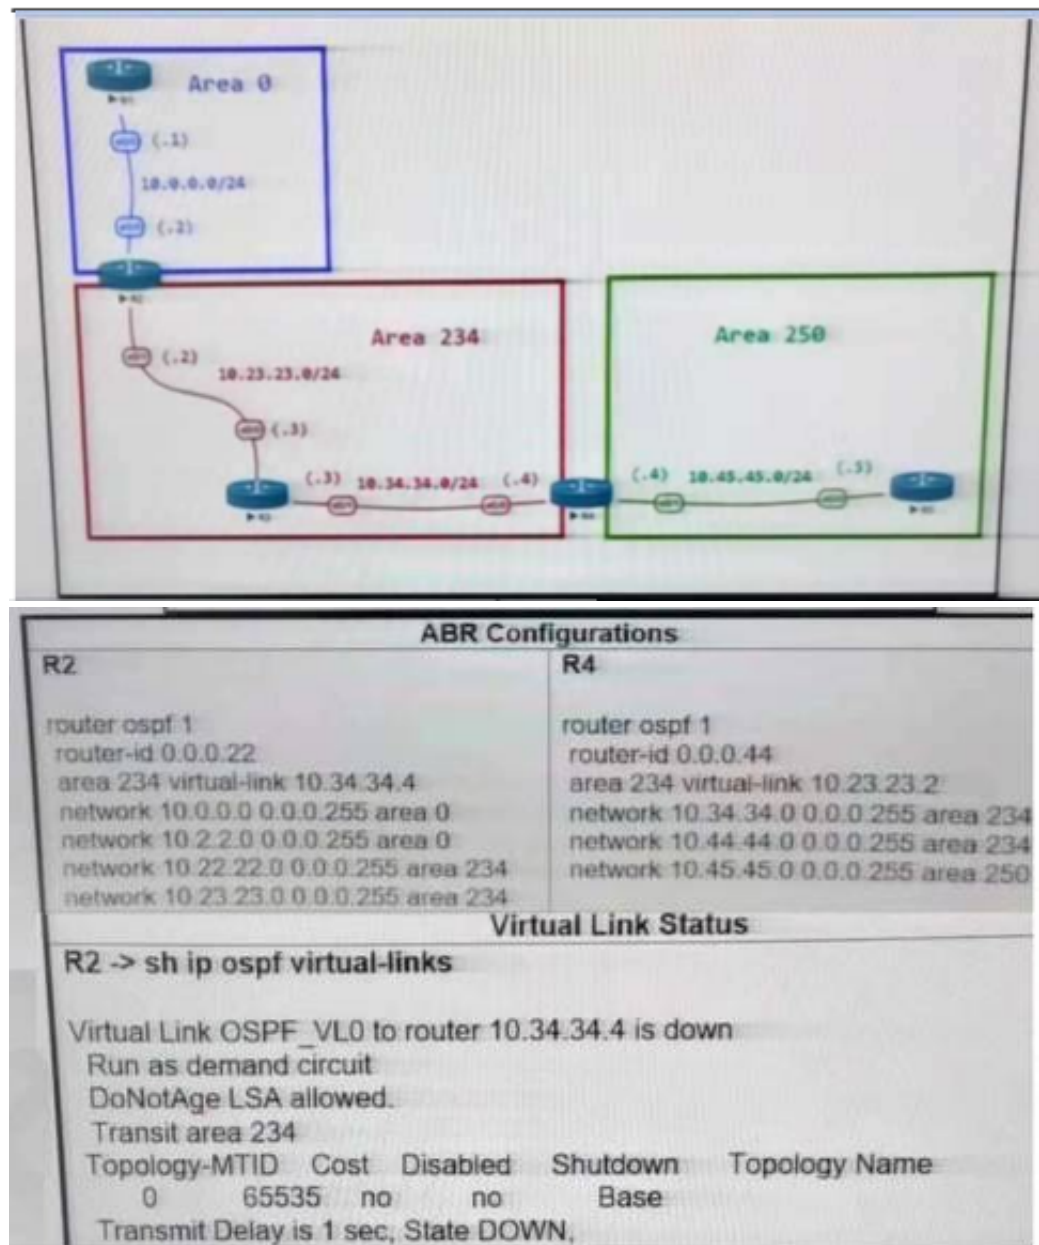 Area 0
(.1)
10.0.0.0/24
(.2)
Area 234
Area 250
(.2)
10.23.23.0/24
(.3)
(.3) 10.34.34.0/24 (.4)
(.4) 10.45.45.0/24 (.5)
ABR Configurations
R2
router ospf 1
router-id 0.0.0.22
area 234 virtual-link 10.34.34.4
network 10.0.0.0 0.0.0.255 area 0
network 10.2.2.0 0.0.0.255 area 0
network 10.22.22.0 0.0.0.255 area 234
network 10.23.23.0 0.0.0.255 area 234
R4
router ospf 1
router-id 0.0.0.44
area 234 virtual-link 10.23.23.2
network 10.34.34.0 0.0.0.255 area 234
network 10.44.44.0 0.0.0.255 area 234
network 10.45.45.0 0.0.0.255 area 250
Virtual Link Status
R2 -> sh ip ospf virtual-links
Virtual Link OSPF_VL0 to router 10.34.34.4 is down
Run as demand circuit
DoNotAge LSA allowed.
Transit area 234
Topology-MTID Cost Disabled Shutdown Topology Name
0 65535 no no Base
Transmit Delay is 1 sec, State DOWN,